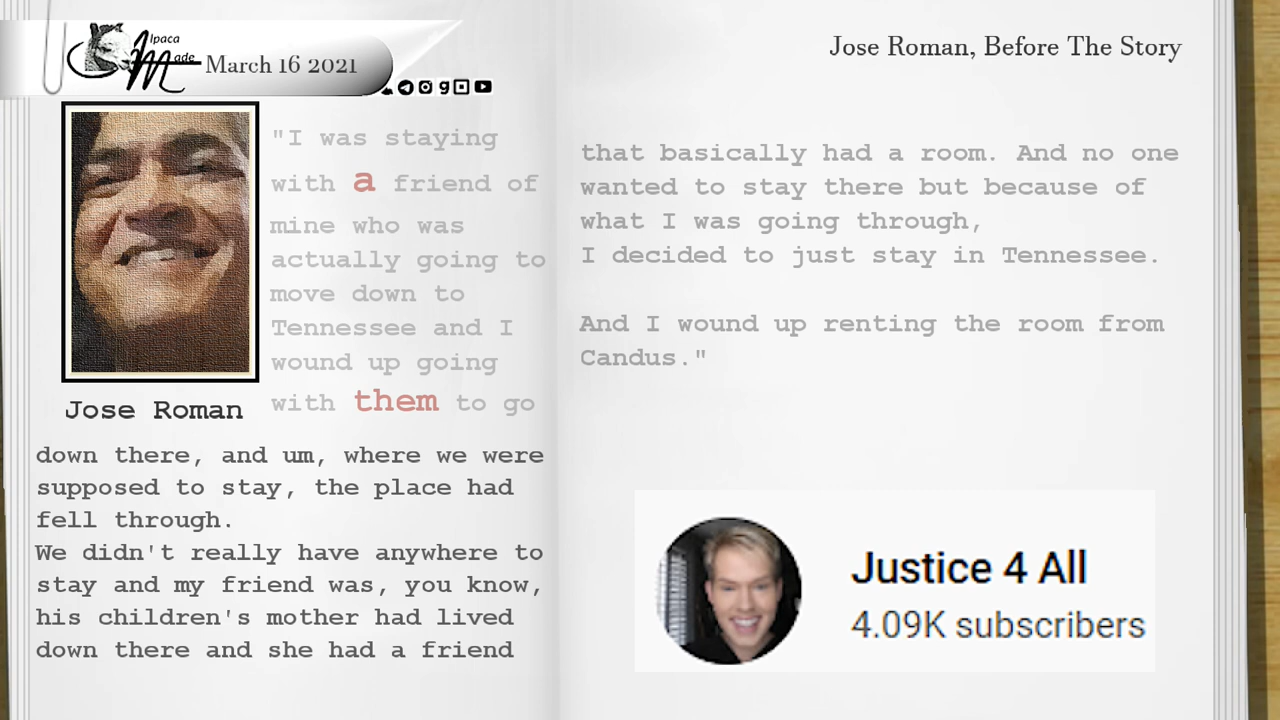 Alpaca
Made
March 16 2021
Jose Roman, Before The Story
"I was staying
with a friend of
mine who was
actually going to
move down to
Tennessee and I
wound up going
with them to go
Jose Roman
down there, and um, where we were
supposed to stay, the place had
fell through.
We didn't really have anywhere to
stay and my friend was, you know,
his children's mother had lived
down there and she had a friend
that basically had a room. And no one
wanted to stay there but because of
what I was going through,
I decided to just stay in Tennessee.
And I wound up renting the room from
Candus."
Justice 4 All
4.09K subscribers